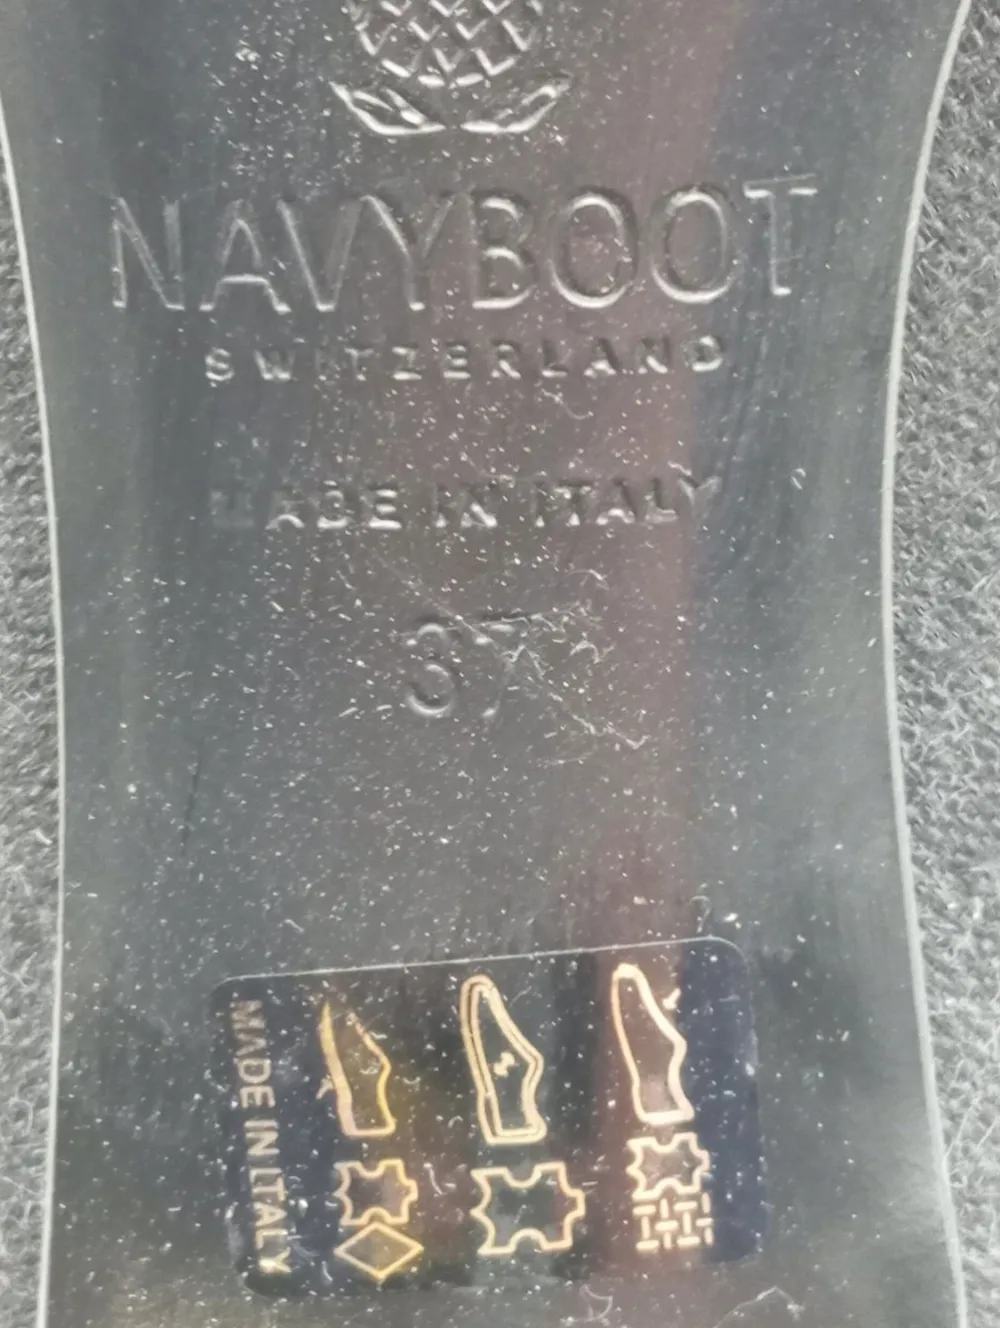 NAVYBOOT
SWITZERLAND
MADE IN ITALY
37
MADE IN ITALY